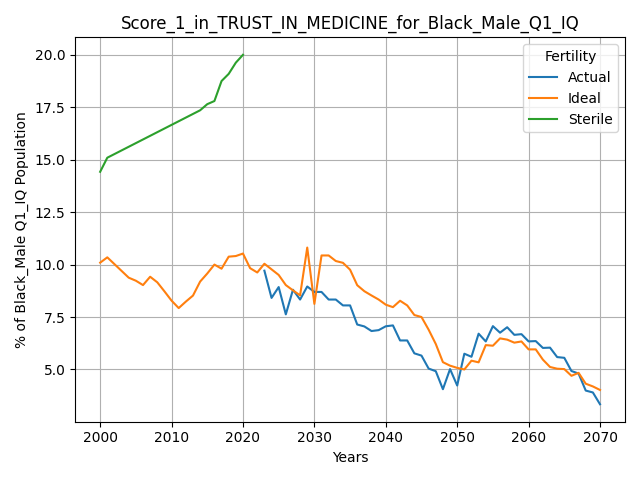 Score_1_in_TRUST_IN_MEDICINE_for_Black_Male_Q1_IQ
Fertility
Actual
Ideal
Sterile
% of Black_Male Q1_IQ Population
20.0
17.5
15.0
12.5
10.0
7.5
5.0
2000 2010 2020 2030 2040 2050 2060 2070
Years